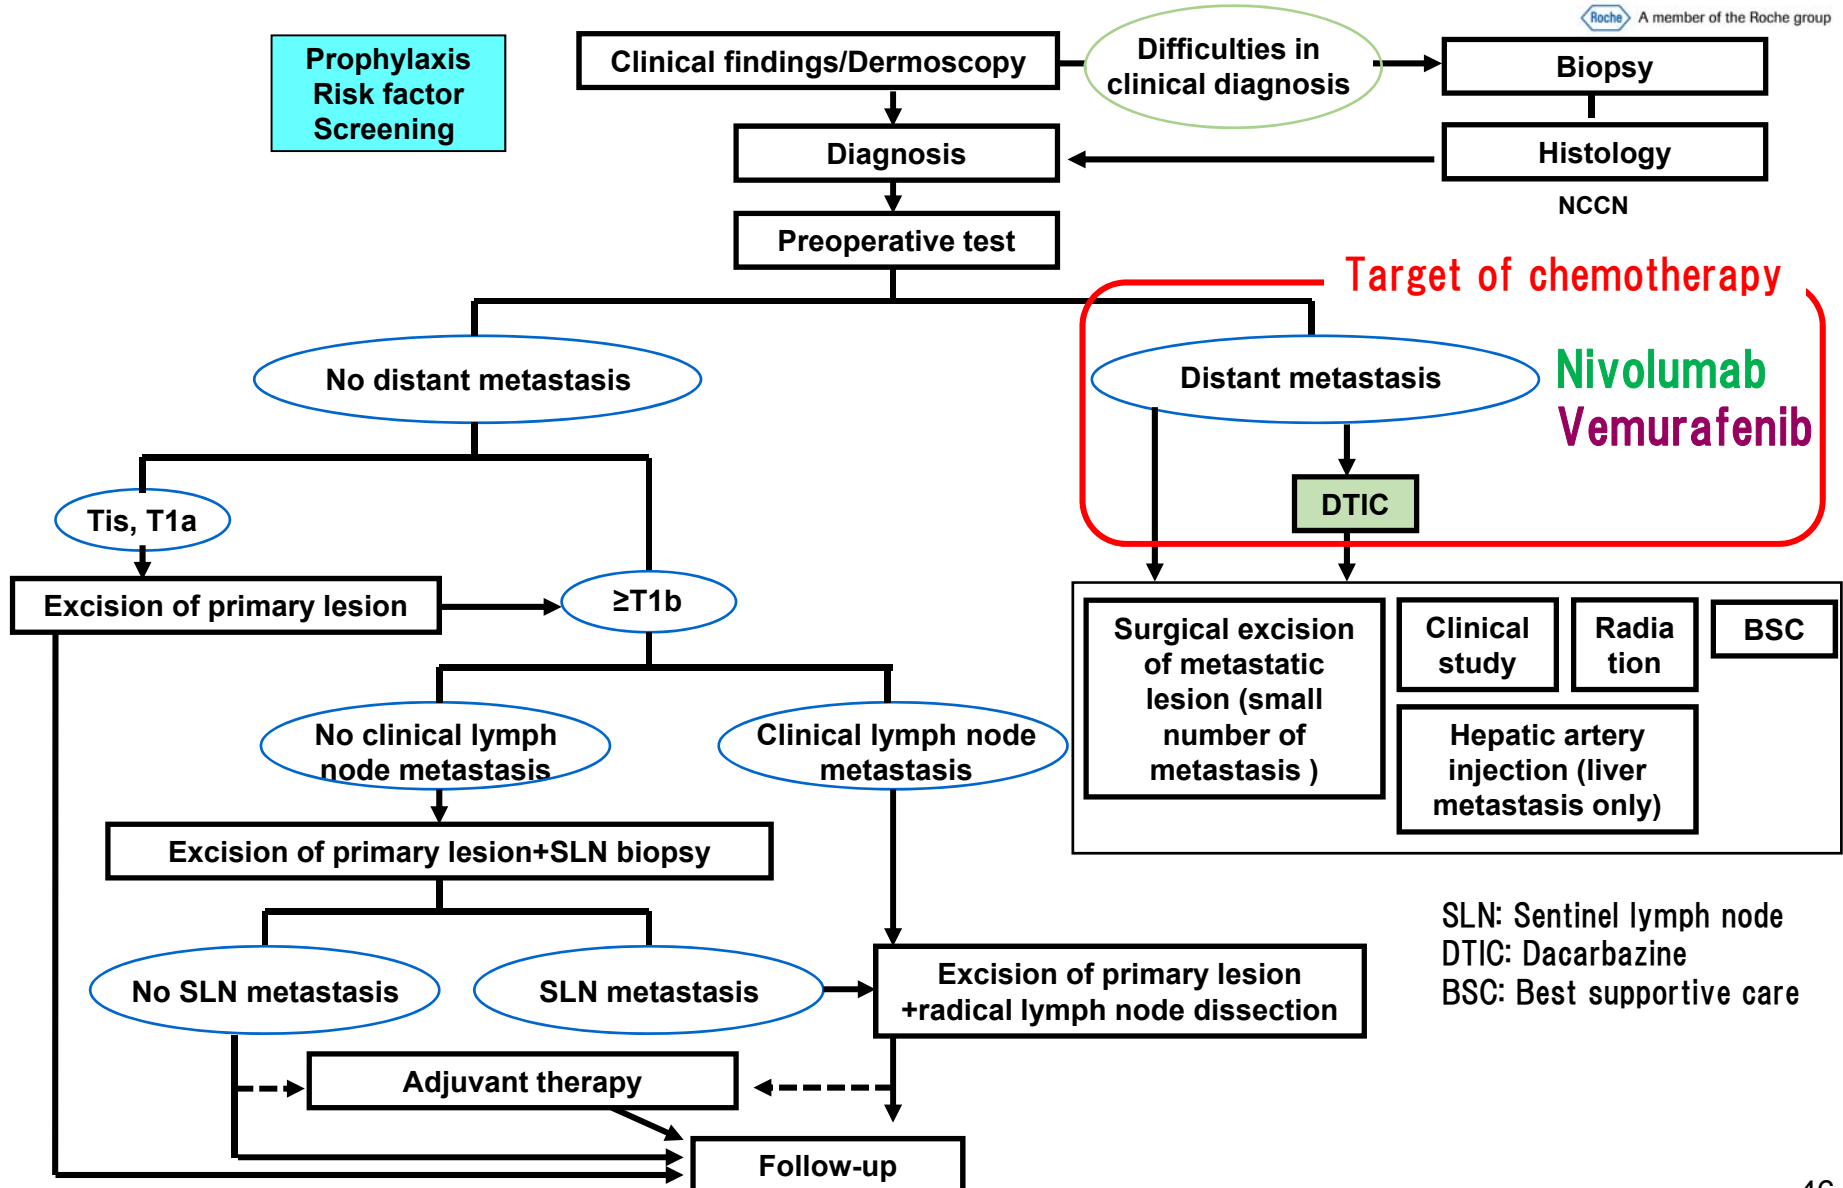 Roche
A member of the Roche group
Prophylaxis
Risk factor
Screening
Clinical findings/Dermoscopy
Difficulties in
clinical diagnosis
Biopsy
Diagnosis
Histology
NCCN
Preoperative test
Target of chemotherapy
No distant metastasis
Distant metastasis
Nivolumab
Vemurafenib
Tis, T1a
DTIC
Excision of primary lesion
≥T1b
Surgical excision
of metastatic
lesion (small
number of
metastasis )
Clinical
study
Radia
tion
BSC
Hepatic artery
injection (liver
metastasis only)
No clinical lymph
node metastasis
Clinical lymph node
metastasis
Excision of primary lesion+SLN biopsy
No SLN metastasis
SLN metastasis
Excision of primary lesion
+radical lymph node dissection
SLN: Sentinel lymph node
DTIC: Dacarbazine
BSC: Best supportive care
Adjuvant therapy
Follow-up